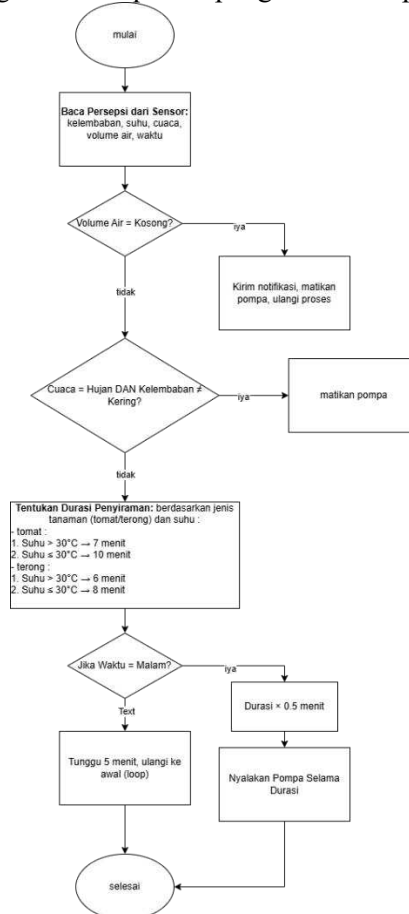 mulai
Baca Persepsi dari Sensor:
kelembaban, suhu, cuaca,
volume air, waktu
Volume Air = Kosong?
iya
Kirim notifikasi, matikan
pompa, ulangi proses
tidak
Cuaca = Hujan DAN Kelembaban ≠
Kering?
iya
matikan pompa
tidak
Tentukan Durasi Penyiraman: berdasarkan jenis
tanaman (tomat/terong) dan suhu :
- tomat :
1. Suhu > 30°C → 7 menit
2. Suhu ≤ 30°C → 10 menit
- terong :
1. Suhu > 30°C → 6 menit
2. Suhu ≤ 30°C → 8 menit
Jika Waktu = Malam?
iya
Durasi × 0.5 menit
Text
Tunggu 5 menit, ulangi ke
awal (loop)
Nyalakan Pompa Selama
Durasi
selesai